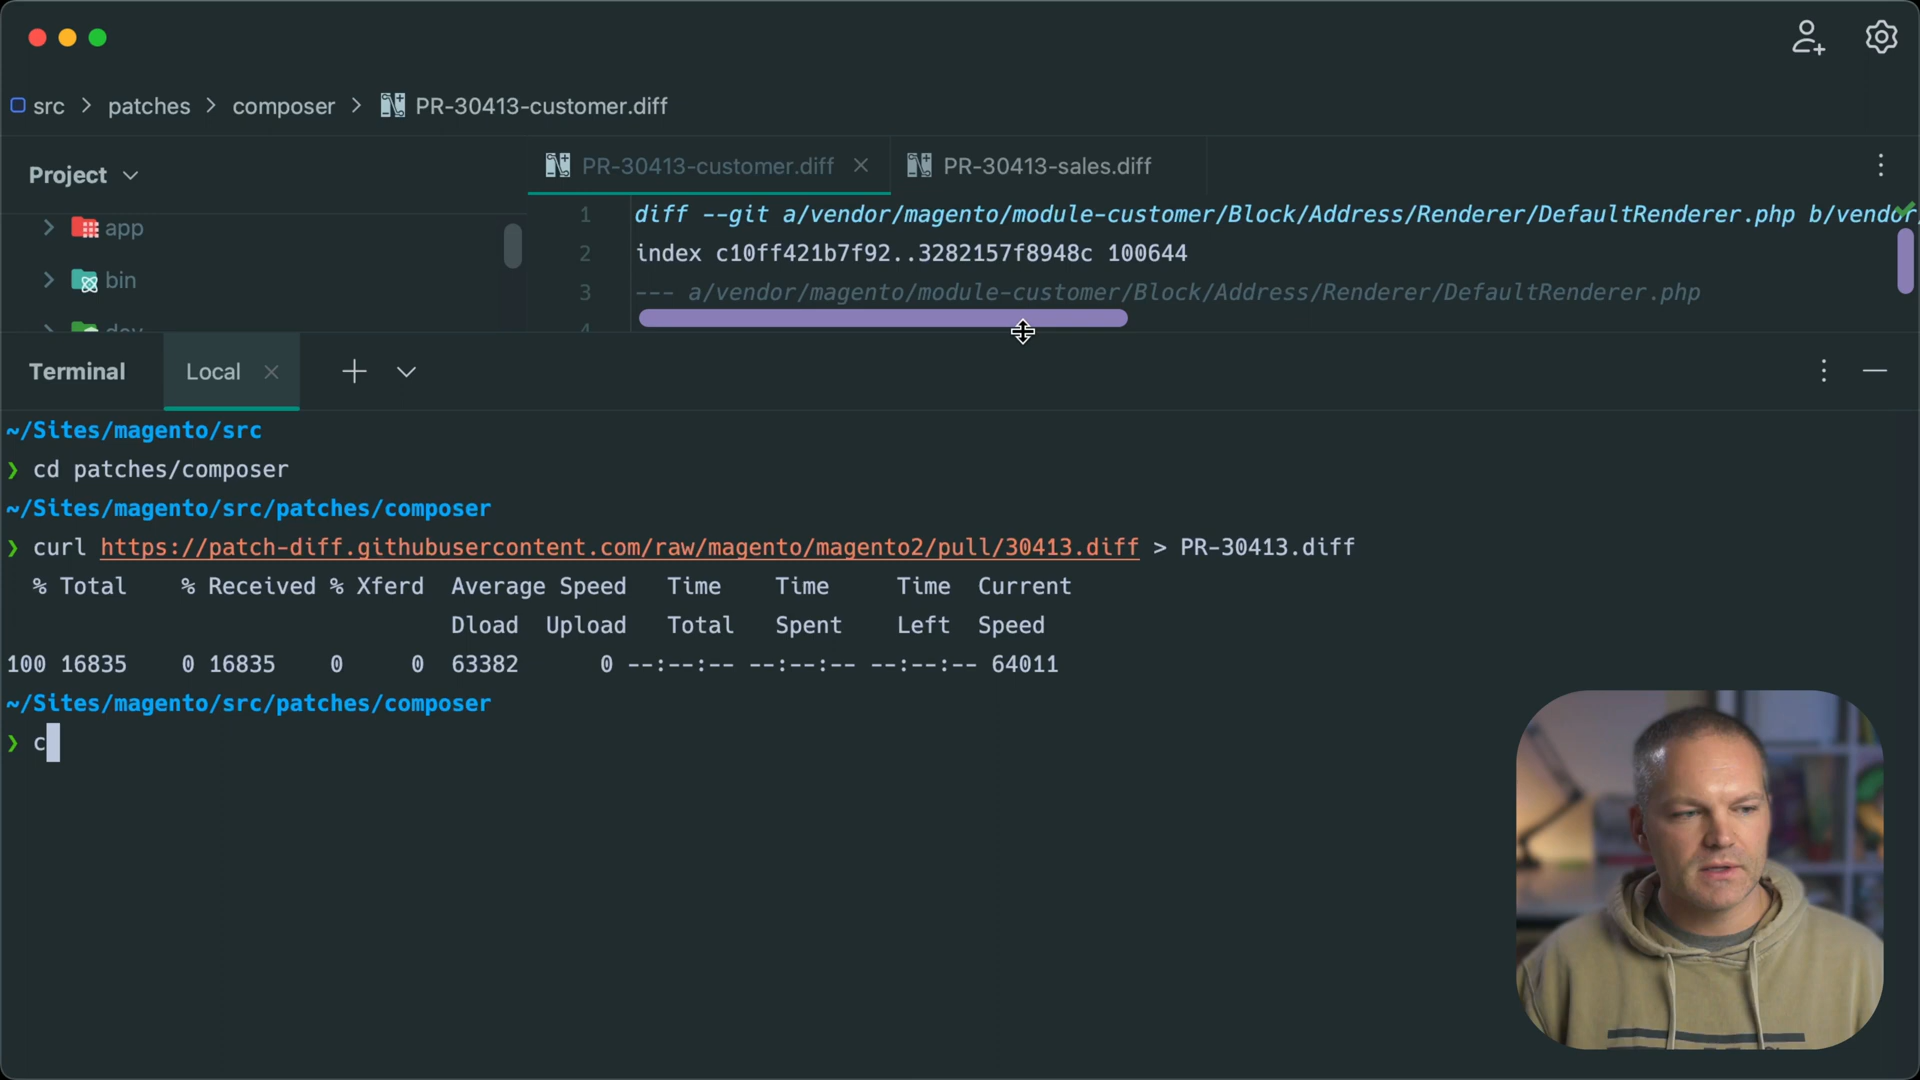 src > patches > composer > PR-30413-customer.diff
Project
PR-30413-customer.diff
PR-30413-sales.diff
app
bin
1 diff --git a/vendor/magento/module-customer/Block/Address/Renderer/DefaultRenderer.php b/vendor
2 index c10ff421b7f92..3282157f8948c 100644
3 --- a/vendor/magento/module-customer/Block/Address/Renderer/DefaultRenderer.php
Terminal
Local
~/Sites/magento/src
❯ cd patches/composer
~/Sites/magento/src/patches/composer
❯ curl https://patch-diff.githubusercontent.com/raw/magento/magento2/pull/30413.diff > PR-30413.diff
% Total % Received % Xferd Average Speed Time Time Time Current
Dload Upload Total Spent Left Speed
100 16835 0 16835 0 0 63382 0 --:--:-- --:--:-- --:--:-- 64011
~/Sites/magento/src/patches/composer
❯ c